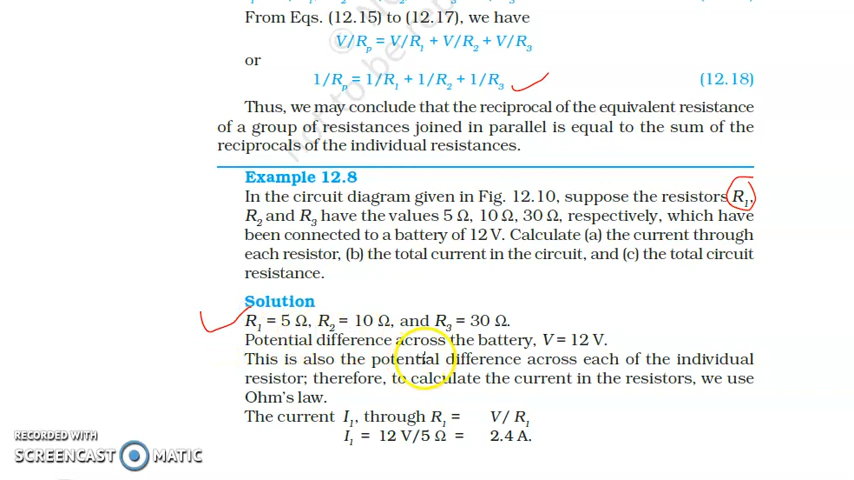 From Eqs. (12.15) to (12.17), we have
V/Rp = V/R1 + V/R2 + V/R3
or
1/Rp = 1/R1 + 1/R2 + 1/R3 (12.18)
Thus, we may conclude that the reciprocal of the equivalent resistance
of a group of resistances joined in parallel is equal to the sum of the
reciprocals of the individual resistances.
Example 12.8
In the circuit diagram given in Fig. 12.10, suppose the resistors R1,
R2 and R3 have the values 5 Ω, 10 Ω, 30 Ω, respectively, which have
been connected to a battery of 12 V. Calculate (a) the current through
each resistor, (b) the total current in the circuit, and (c) the total circuit
resistance.
Solution
R1 = 5 Ω, R2 = 10 Ω, and R3 = 30 Ω.
Potential difference across the battery, V = 12 V.
This is also the potential difference across each of the individual
resistor; therefore, to calculate the current in the resistors, we use
Ohm's law.
The current I1, through R1 = V/ R1
I1 = 12 V/5 Ω = 2.4 A.
RECORDED WITH
SCREENCAST MATIC